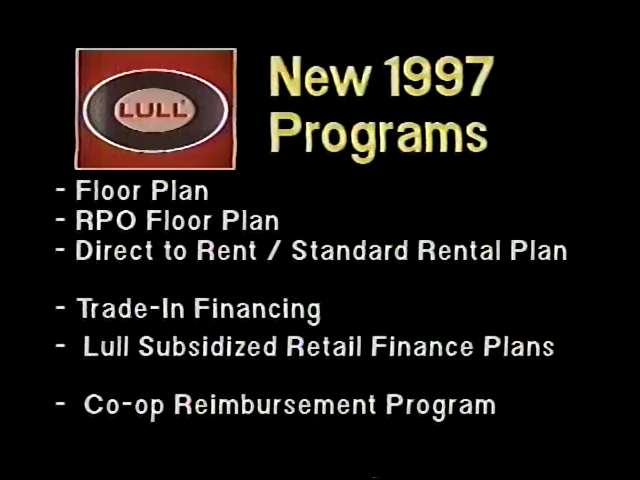 LULL
New 1997
Programs
- Floor Plan
- RPO Floor Plan
- Direct to Rent / Standard Rental Plan
- Trade-In Financing
- Lull Subsidized Retail Finance Plans
- Co-op Reimbursement Program